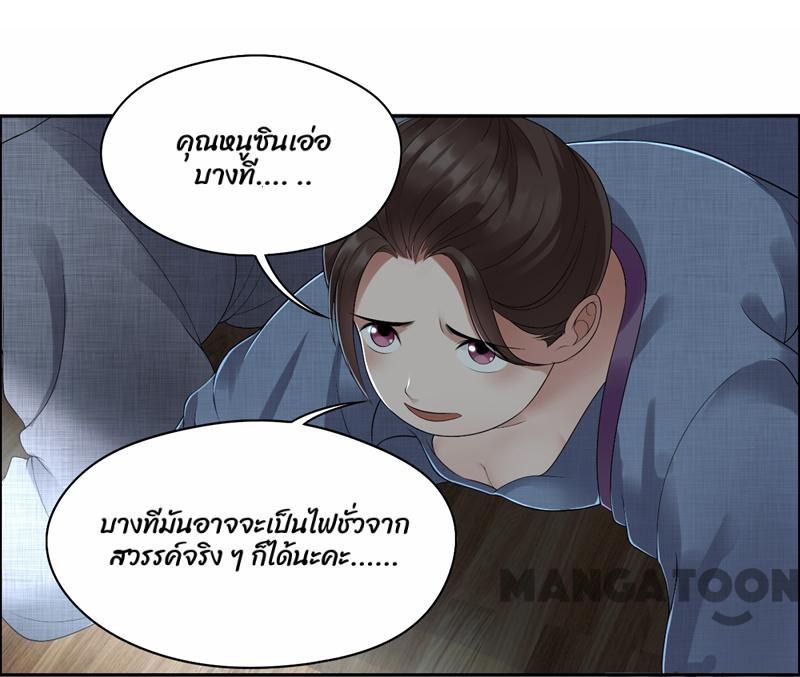 คุณหนูซินเอ่อ
บางที.... ..
บางทีมันอาจจะเป็นไฟชั่วจาก
สวรรค์จริง ๆ ก็ได้นะคะ......
MANGATOON